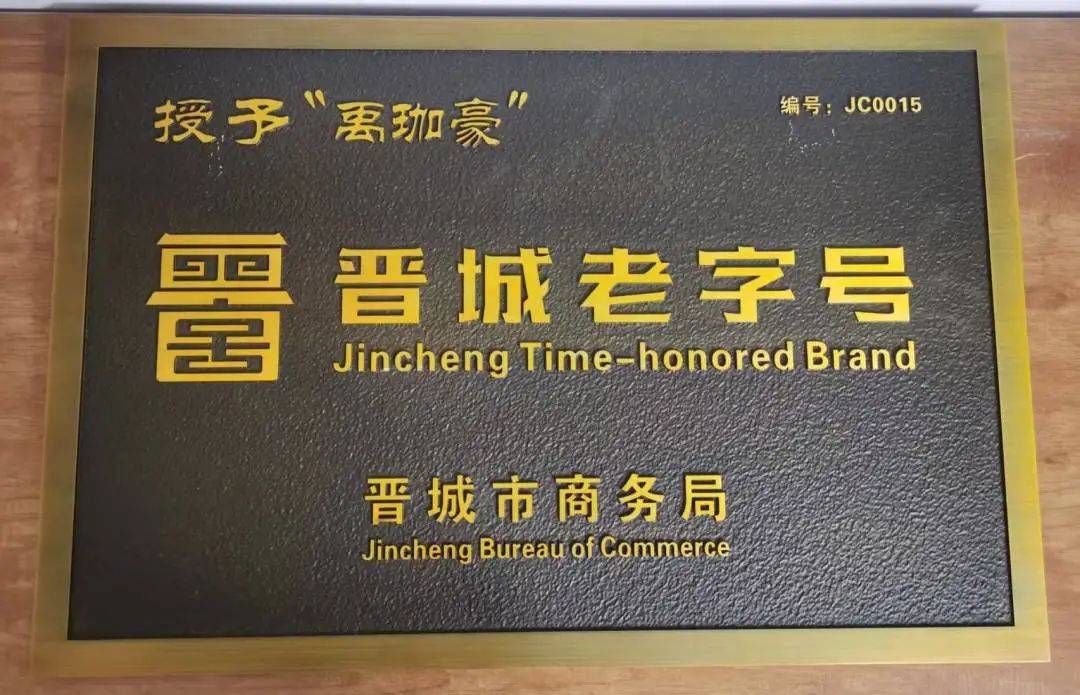 授予“禹珈豪”
编号：JC0015
晋城老字号
Jincheng Time-honored Brand
晋城市商务局
Jincheng Bureau of Commerce